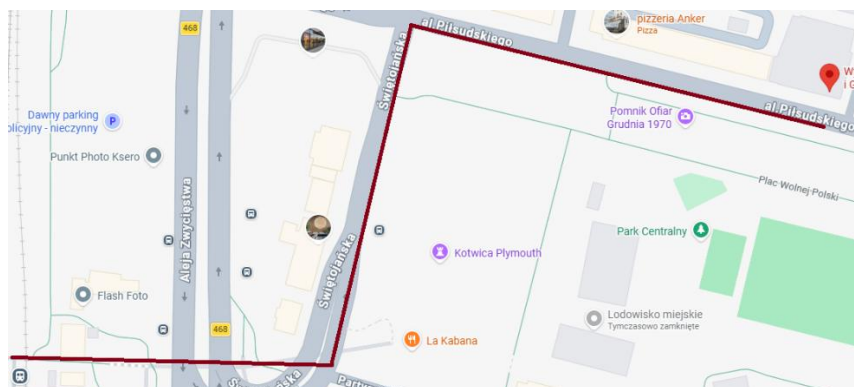 468
al. Piłsudskiego
pizzeria Anker
Pizza
Świętojańska
W
i G
Dawny parking
olicyjny - nieczynny
P
Pomnik Ofiar
Grudnia 1970
al. Piłsudskiego
Punkt Photo Ksero
Aleja Zwycięstwa
Plac Wolnej Polski
Świętojańska
Park Centralny
Kotwica Plymouth
Flash Foto
468
Lodowisko miejskie
Tymczasowo zamknięte
La Kabana